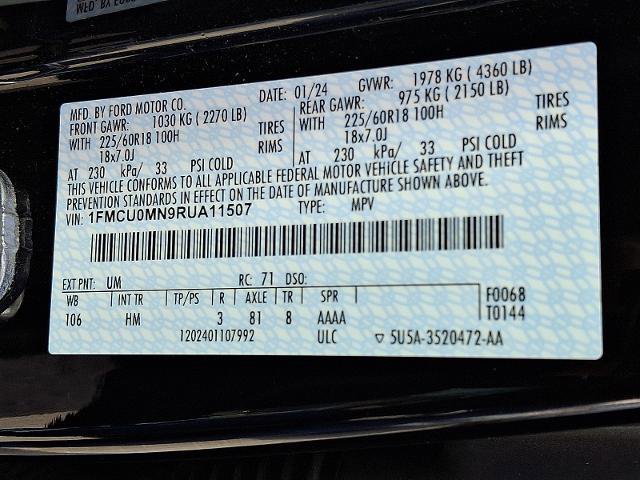 MFD. BY FORD MOTOR CO. DATE: 01/24 GVWR: 1978 KG ( 4360 LB)
FRONT GAWR: 1030 KG ( 2270 LB) REAR GAWR: 975 KG ( 2150 LB)
WITH 225/60R18 100H TIRES WITH 225/60R18 100H TIRES
18x7.0J RIMS 18x7.0J RIMS
AT 230 kPa/ 33 PSI COLD AT 230 kPa/ 33 PSI COLD
THIS VEHICLE CONFORMS TO ALL APPLICABLE FEDERAL MOTOR VEHICLE SAFETY AND THEFT
PREVENTION STANDARDS IN EFFECT ON THE DATE OF MANUFACTURE SHOWN ABOVE.
VIN: 1FMCU0MN9RUA11507 TYPE: MPV
EXT PNT: UM RC: 71 DSO:
WB INT TR TP/PS R AXLE TR SPR F0068
106 HM 3 81 8 AAAA T0144
1202401107992 ULC ▽ 5U5A-3520472-AA